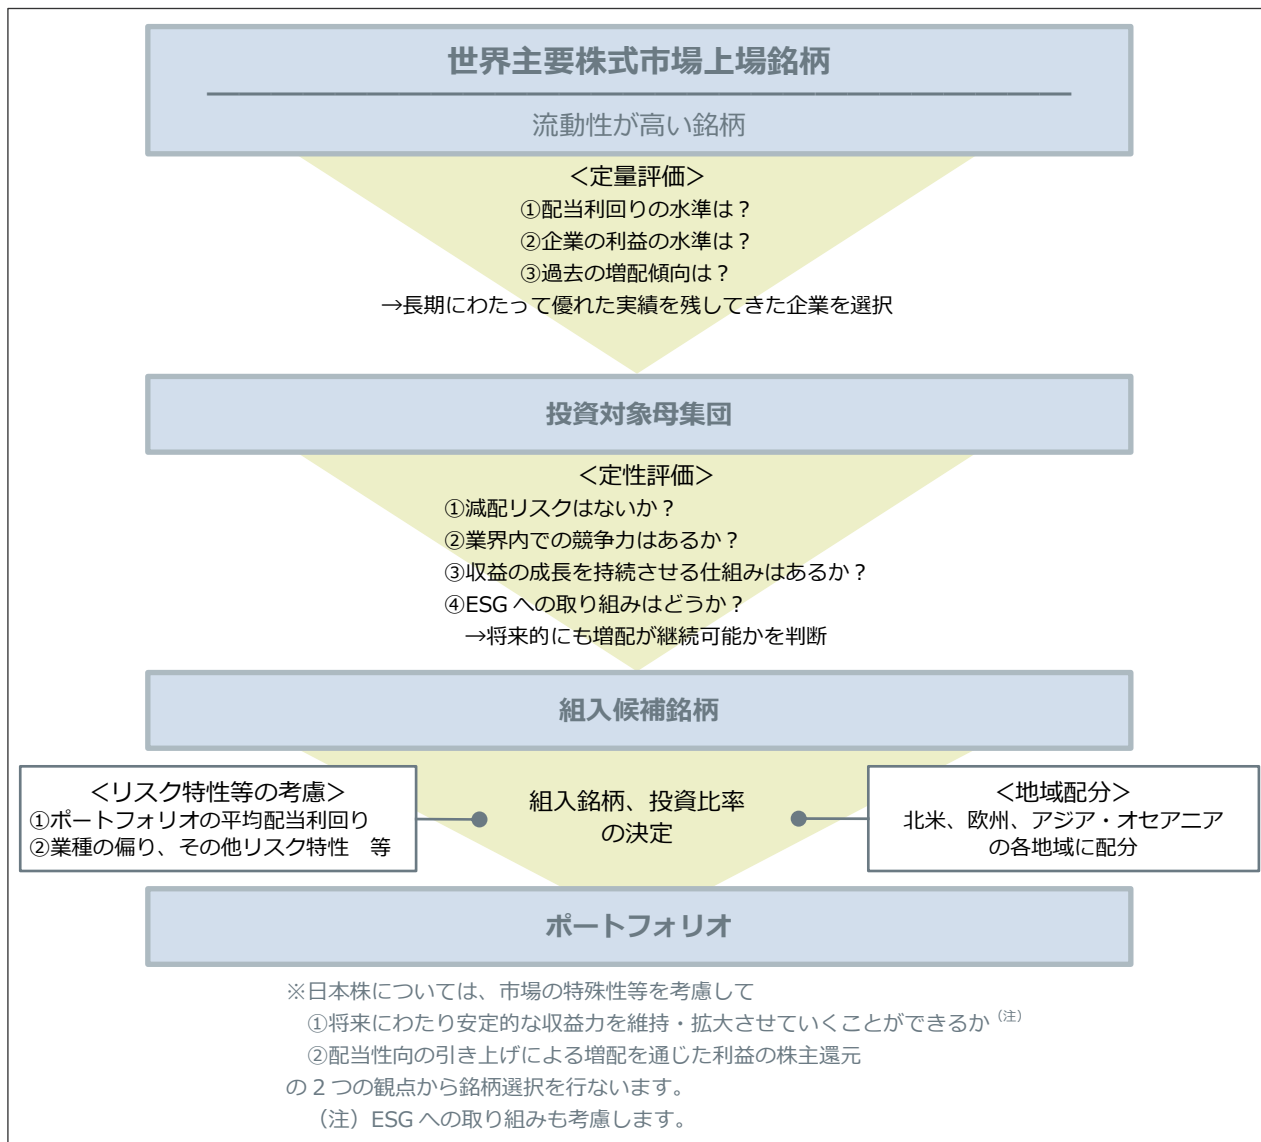 世界主要株式市場上場銘柄
流動性が高い銘柄
＜定量評価＞
①配当利回りの水準は？
②企業の利益の水準は？
③過去の増配傾向は？
→長期にわたって優れた実績を残してきた企業を選択
投資対象母集団
＜定性評価＞
①減配リスクはないか？
②業界内での競争力はあるか？
③収益の成長を持続させる仕組みはあるか？
④ESG への取り組みはどうか？
→将来的にも増配が継続可能かを判断
組入候補銘柄
＜リスク特性等の考慮＞
①ポートフォリオの平均配当利回り
②業種の偏り、その他リスク特性　等
組入銘柄、投資比率
の決定
＜地域配分＞
北米、欧州、アジア・オセアニア
の各地域に配分
ポートフォリオ
※日本株については、市場の特殊性等を考慮して
①将来にわたり安定的な収益力を維持・拡大させていくことができるか（注）
②配当性向の引き上げによる増配を通じた利益の株主還元
の 2 つの観点から銘柄選択を行ないます。
（注）ESG への取り組みも考慮します。